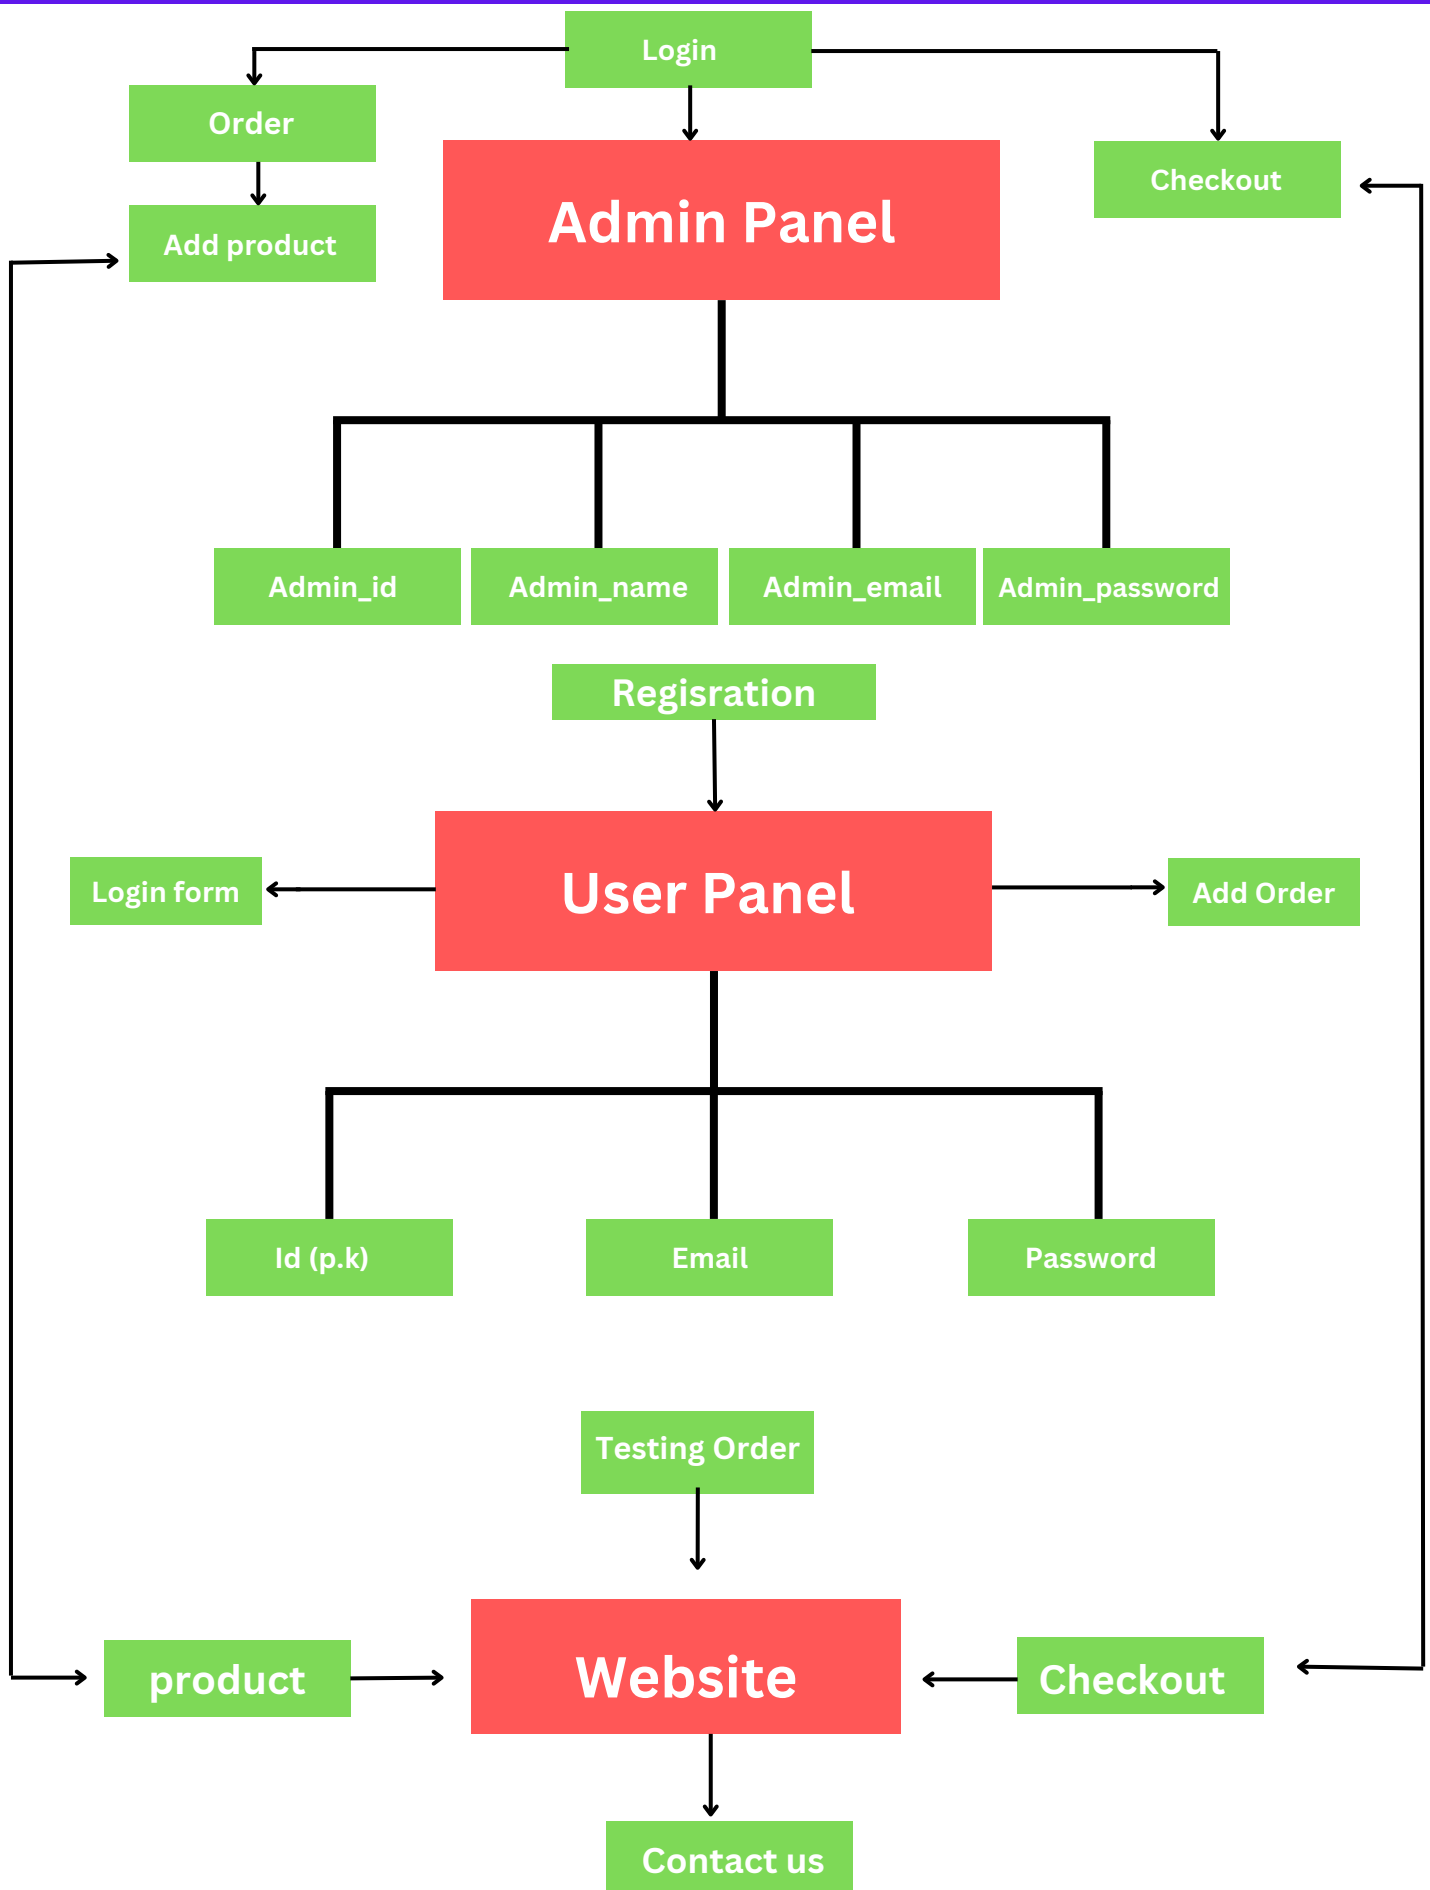 Login
Order
Checkout
Admin Panel
Add product
Admin_id
Admin_name
Admin_email
Admin_password
Regisration
Login form
User Panel
Add Order
Id (p.k)
Email
Password
Testing Order
product
Website
Checkout
Contact us